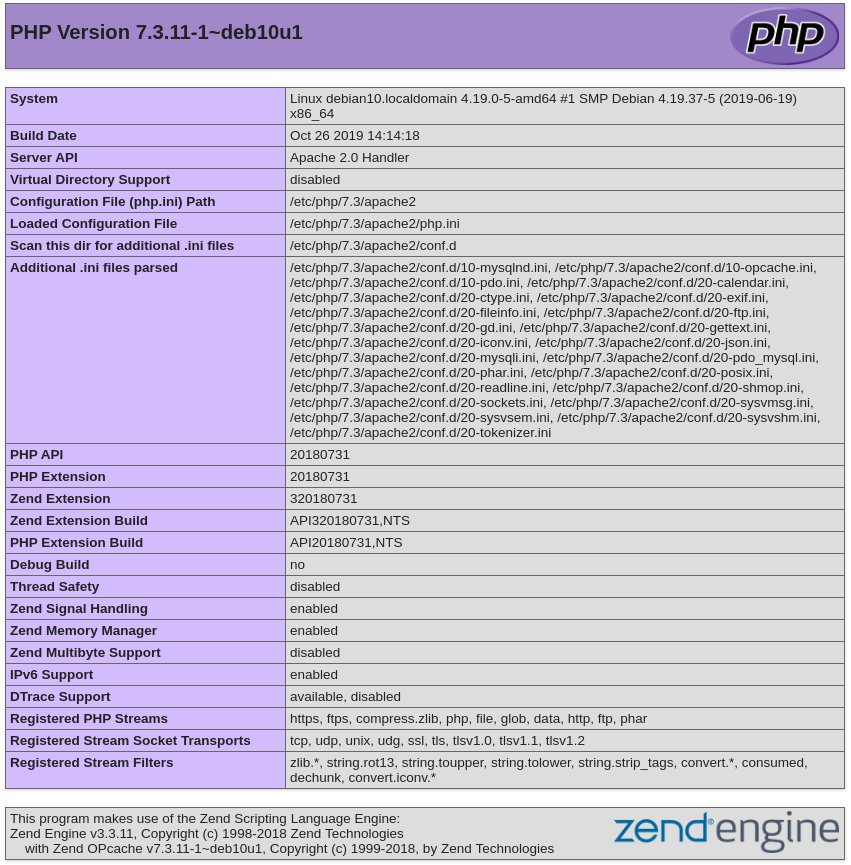 PHP Version 7.3.11-1~deb10u1
php
System
Linux debian10.localdomain 4.19.0-5-amd64 #1 SMP Debian 4.19.37-5 (2019-06-19)
x86_64
Build Date
Oct 26 2019 14:14:18
Server API
Apache 2.0 Handler
Virtual Directory Support
disabled
Configuration File (php.ini) Path
/etc/php/7.3/apache2
Loaded Configuration File
/etc/php/7.3/apache2/php.ini
Scan this dir for additional .ini files
/etc/php/7.3/apache2/conf.d
Additional .ini files parsed
/etc/php/7.3/apache2/conf.d/10-mysqlnd.ini, /etc/php/7.3/apache2/conf.d/10-opcache.ini,
/etc/php/7.3/apache2/conf.d/10-pdo.ini, /etc/php/7.3/apache2/conf.d/20-calendar.ini,
/etc/php/7.3/apache2/conf.d/20-ctype.ini, /etc/php/7.3/apache2/conf.d/20-exif.ini,
/etc/php/7.3/apache2/conf.d/20-fileinfo.ini, /etc/php/7.3/apache2/conf.d/20-ftp.ini,
/etc/php/7.3/apache2/conf.d/20-gd.ini, /etc/php/7.3/apache2/conf.d/20-gettext.ini,
/etc/php/7.3/apache2/conf.d/20-iconv.ini, /etc/php/7.3/apache2/conf.d/20-json.ini,
/etc/php/7.3/apache2/conf.d/20-mysqli.ini, /etc/php/7.3/apache2/conf.d/20-pdo_mysql.ini,
/etc/php/7.3/apache2/conf.d/20-phar.ini, /etc/php/7.3/apache2/conf.d/20-posix.ini,
/etc/php/7.3/apache2/conf.d/20-readline.ini, /etc/php/7.3/apache2/conf.d/20-shmop.ini,
/etc/php/7.3/apache2/conf.d/20-sockets.ini, /etc/php/7.3/apache2/conf.d/20-sysvmsg.ini,
/etc/php/7.3/apache2/conf.d/20-sysvsem.ini, /etc/php/7.3/apache2/conf.d/20-sysvshm.ini,
/etc/php/7.3/apache2/conf.d/20-tokenizer.ini
PHP API
20180731
PHP Extension
20180731
Zend Extension
320180731
Zend Extension Build
API320180731,NTS
PHP Extension Build
API20180731,NTS
Debug Build
no
Thread Safety
disabled
Zend Signal Handling
enabled
Zend Memory Manager
enabled
Zend Multibyte Support
disabled
IPv6 Support
enabled
DTrace Support
available, disabled
Registered PHP Streams
https, ftps, compress.zlib, php, file, glob, data, http, ftp, phar
Registered Stream Socket Transports
tcp, udp, unix, udg, ssl, tls, tlsv1.0, tlsv1.1, tlsv1.2
Registered Stream Filters
zlib.*, string.rot13, string.toupper, string.tolower, string.strip_tags, convert.*, consumed,
dechunk, convert.iconv.*
This program makes use of the Zend Scripting Language Engine:
Zend Engine v3.3.11, Copyright (c) 1998-2018 Zend Technologies
with Zend OPcache v7.3.11-1~deb10u1, Copyright (c) 1999-2018, by Zend Technologies
zend® engine